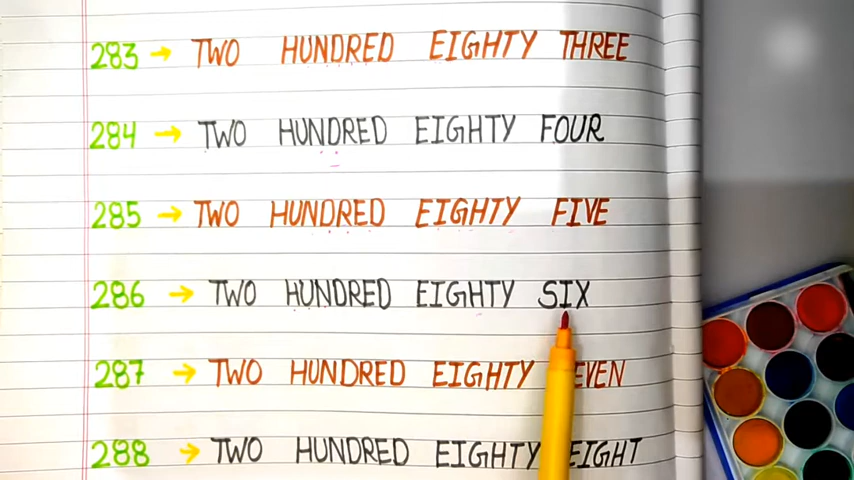 283 → TWO HUNDRED EIGHTY THREE
284 → TWO HUNDRED EIGHTY FOUR
285 → TWO HUNDRED EIGHTY FIVE
286 → TWO HUNDRED EIGHTY SIX
287 → TWO HUNDRED EIGHTY EVEN
288 → TWO HUNDRED EIGHTY EIGHT